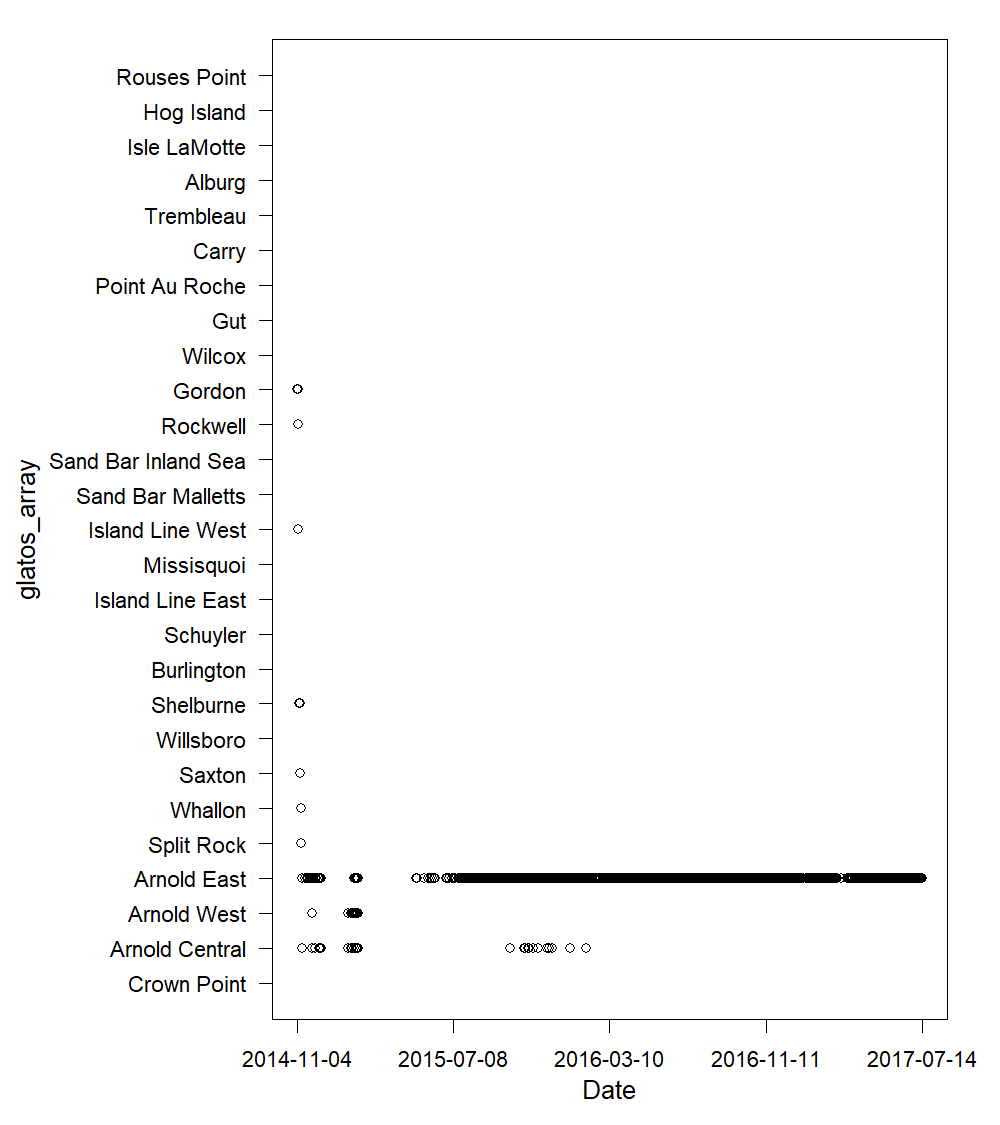 Rouses Point
Hog Island
Isle LaMotte
Alburg
Trembleau
Carry
Point Au Roche
Gut
Wilcox
Gordon
Rockwell
Sand Bar Inland Sea
Sand Bar Malletts
Island Line West
Missisquoi
Island Line East
Schuyler
Burlington
Shelburne
Willsboro
Saxton
Whallon
Split Rock
Arnold East
Arnold West
Arnold Central
Crown Point
glatos_array
2014-11-04 2015-07-08 2016-03-10 2016-11-11 2017-07-14
Date